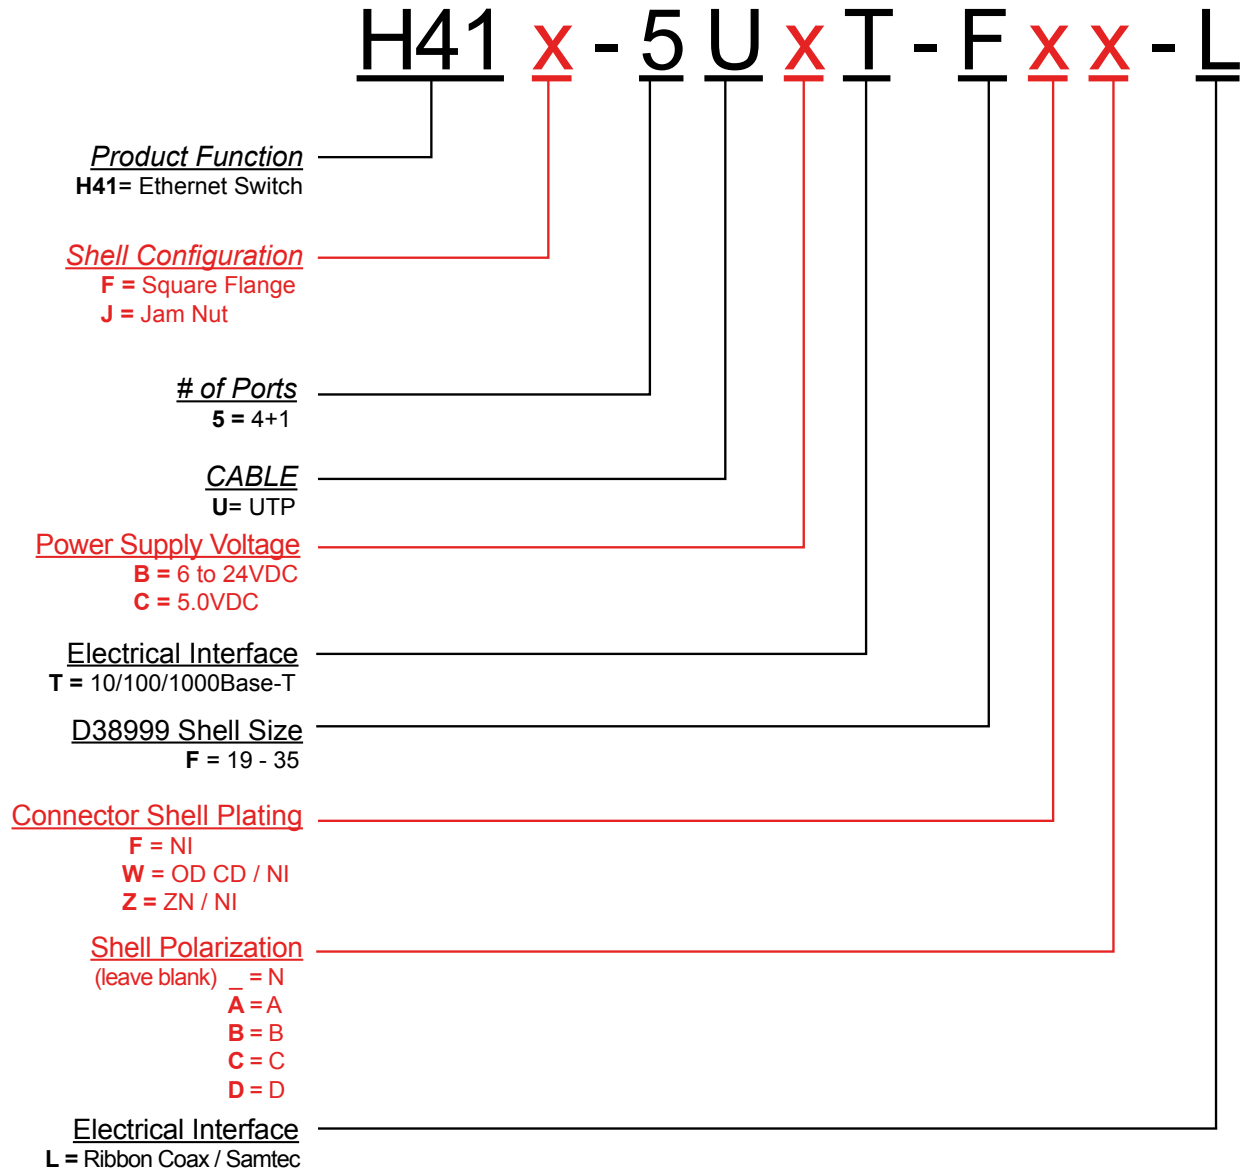 H41 x - 5 U x T - F x x - L
Product Function
H41= Ethernet Switch
Shell Configuration
F = Square Flange
J = Jam Nut
# of Ports
5 = 4+1
CABLE
U= UTP
Power Supply Voltage
B = 6 to 24VDC
C = 5.0VDC
Electrical Interface
T = 10/100/1000Base-T
D38999 Shell Size
F = 19 - 35
Connector Shell Plating
F = NI
W = OD CD / NI
Z = ZN / NI
Shell Polarization
(leave blank) _ = N
A = A
B = B
C = C
D = D
Electrical Interface
L = Ribbon Coax / Samtec